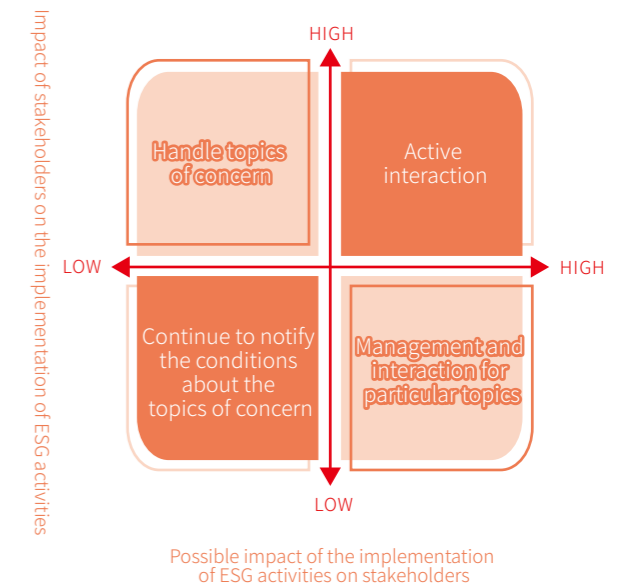 HIGH
Impact of stakeholders on the implementation of ESG activities
Handle topics
of concern
Active
interaction
LOW
HIGH
Continue to notify
the conditions
about the
topics of concern
Management and
interaction for
particular topics
LOW
Possible impact of the implementation
of ESG activities on stakeholders